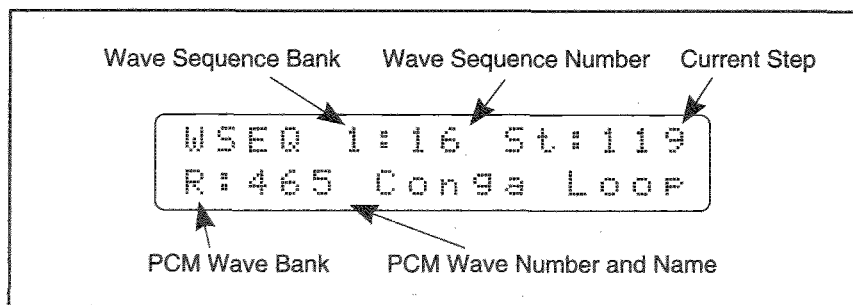 Wave Sequence Bank Wave Sequence Number Current Step
WSEQ 1:16 St:119
R:465 Conga Loop
PCM Wave Bank PCM Wave Number and Name